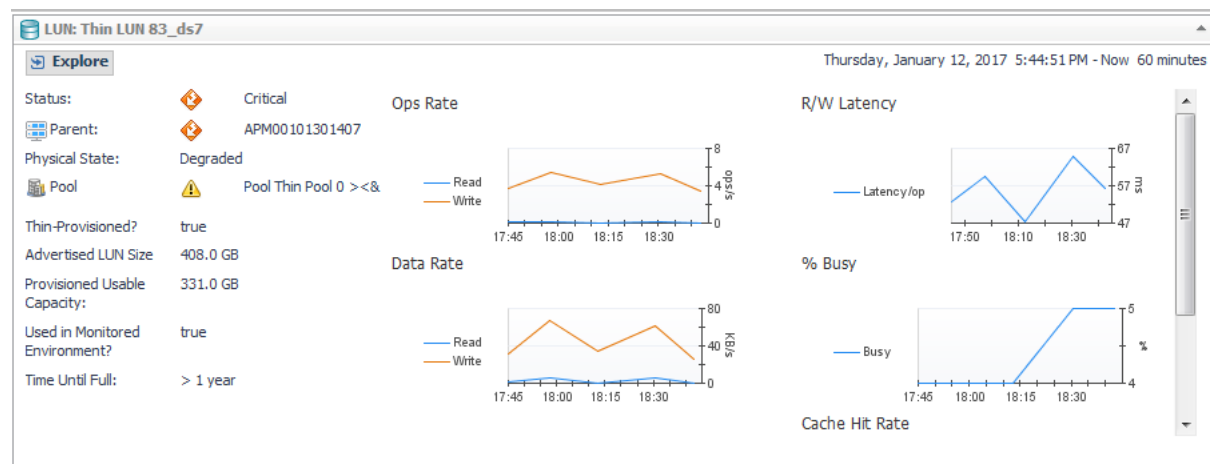 LUN: Thin LUN 83_ds7
Explore
Thursday, January 12, 2017 5:44:51 PM - Now 60 minutes
Status: Critical
Parent: APM00101301407
Physical State: Degraded
Pool Pool Thin Pool 0 ><&
Thin-Provisioned? true
Advertised LUN Size 408.0 GB
Provisioned Usable 331.0 GB
Capacity:
Used in Monitored true
Environment?
Time Until Full: > 1 year
Ops Rate
Read
Write
8
4
0
ops/s
17:45 18:00 18:15 18:30
Data Rate
Read
Write
80
40
0
KB/s
17:45 18:00 18:15 18:30
R/W Latency
Latency/op
67
57
47
ms
17:50 18:10 18:30
% Busy
Busy
5
4
%
17:45 18:00 18:15 18:30
Cache Hit Rate